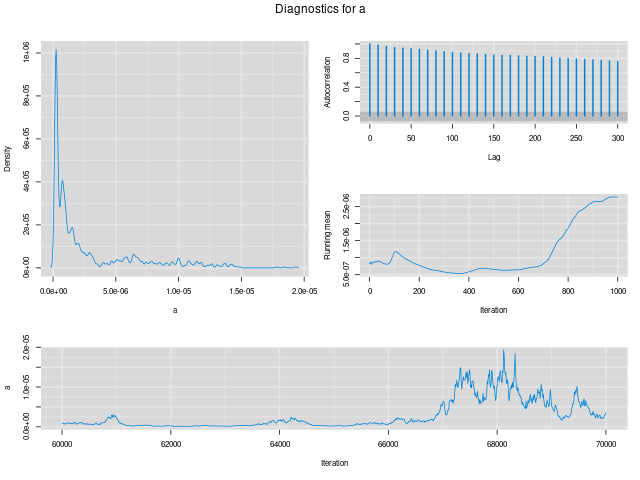 Diagnostics for a
Density
0e+00 2e+05 4e+05 6e+05 8e+05 1e+06
0.0e+00 5.0e-06 1.0e-05 1.5e-05 2.0e-05
a
Autocorrelation
0.0 0.4 0.8
0 50 100 150 200 250 300
Lag
Running mean
5.0e-07 1.5e-06 2.5e-06
0 200 400 600 800 1000
Iteration
a
0.0e+00 1.0e-05 2.0e-05
60000 62000 64000 66000 68000 70000
Iteration